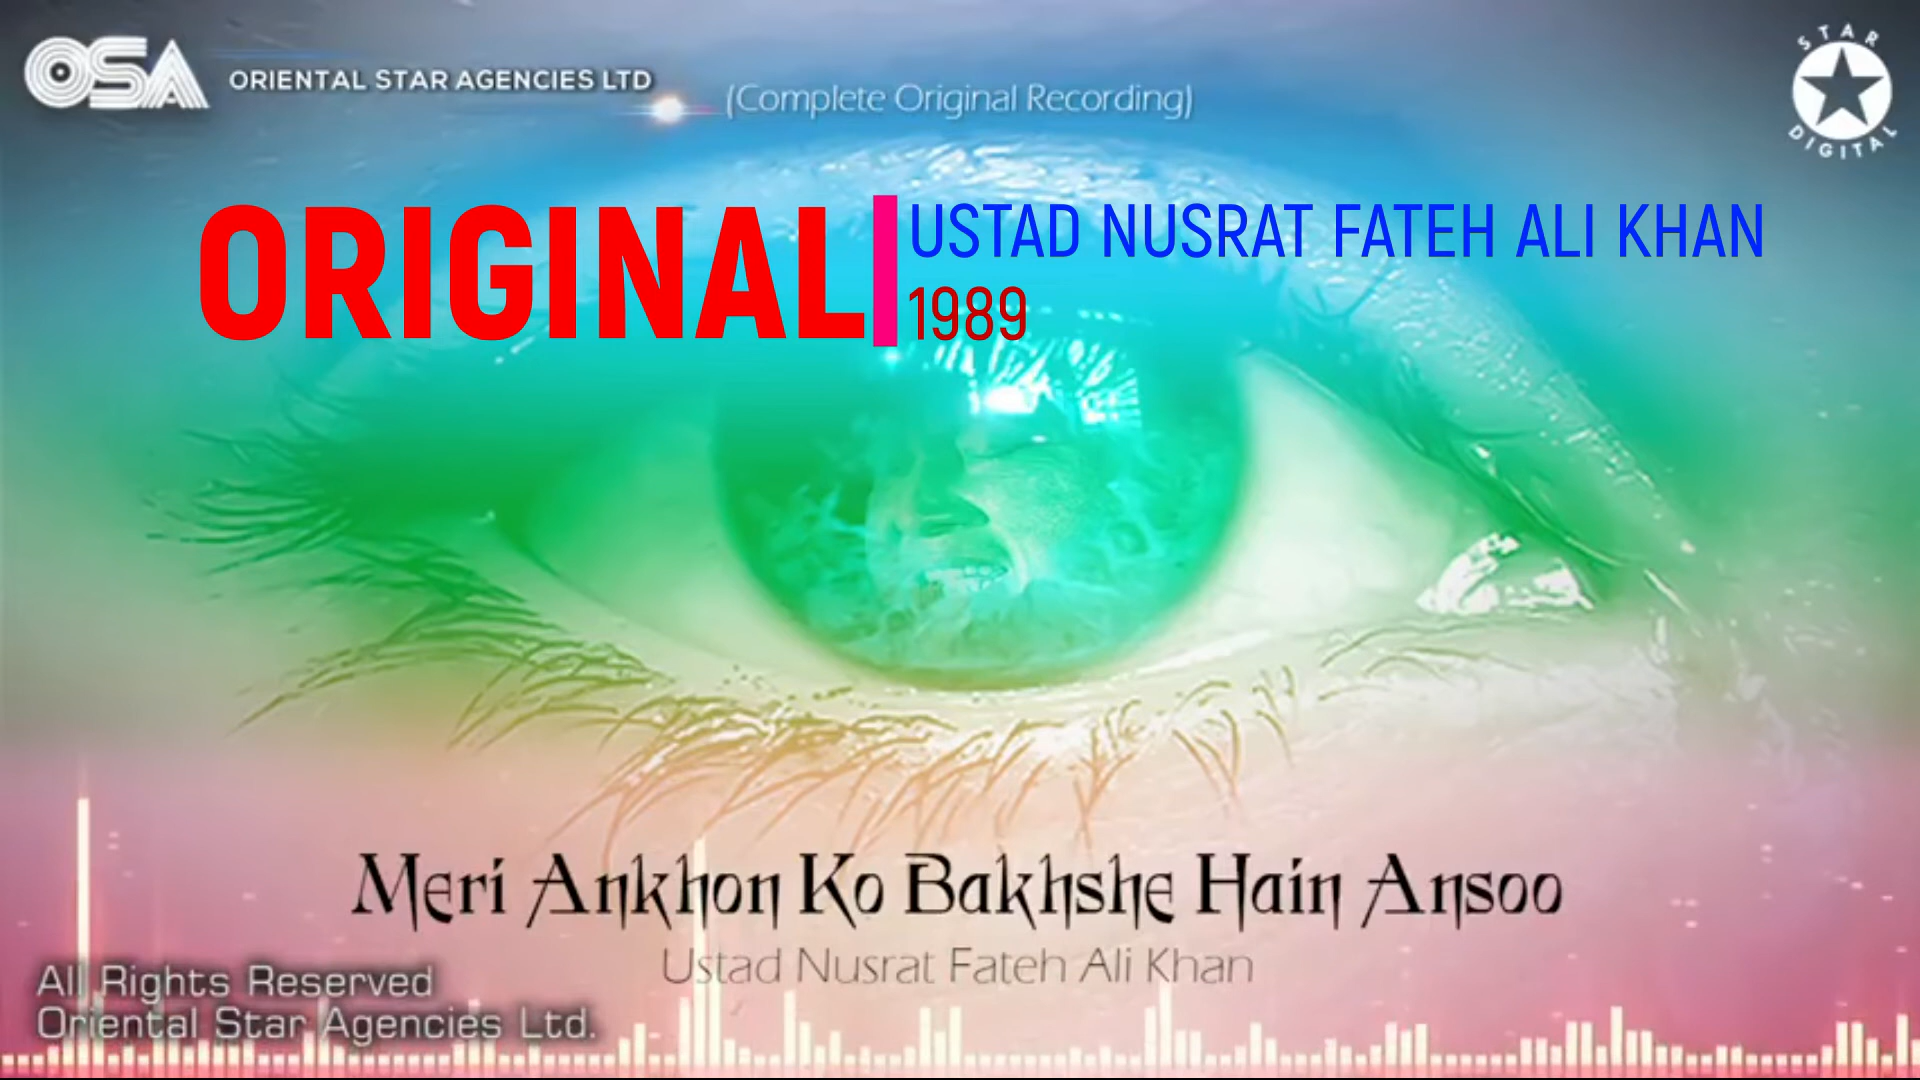 OSA
ORIENTAL STAR AGENCIES LTD
(Complete Original Recording)
STAR
DIGITAL
ORIGINAL
USTAD NUSRAT FATEH ALI KHAN
1989
Meri Ankhon Ko Bakhshe Hain Ansoo
Ustad Nusrat Fateh Ali Khan
All Rights Reserved
Oriental Star Agencies Ltd.